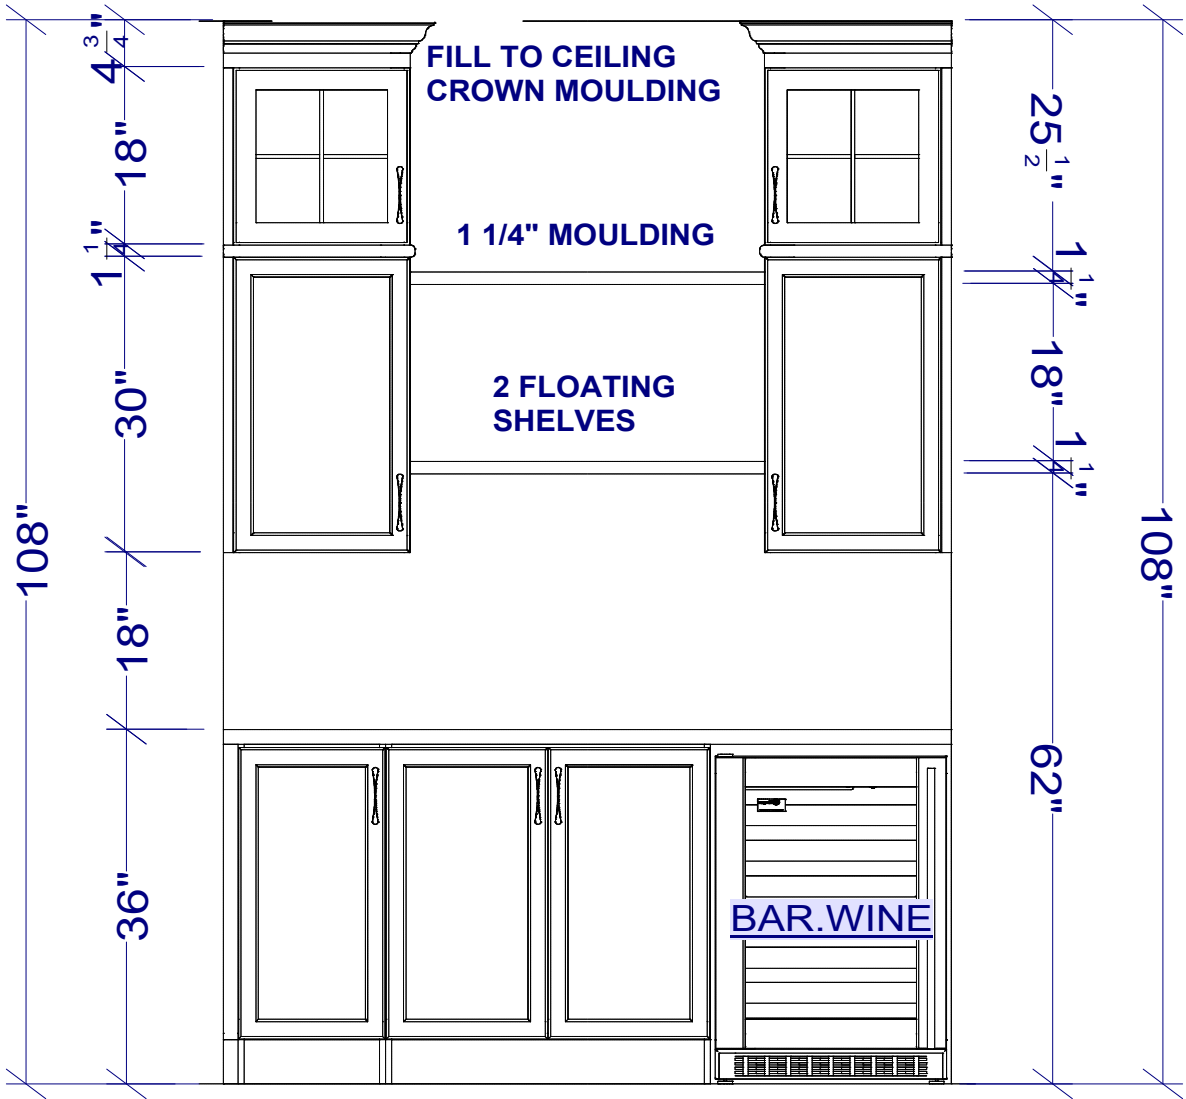 4 3/4"
18"
1 1/4"
30"
18"
36"
108"
FILL TO CEILING
CROWN MOULDING
1 1/4" MOULDING
2 FLOATING
SHELVES
BAR.WINE
25 1/2"
1 1/4"
18"
1 1/4"
62"
108"